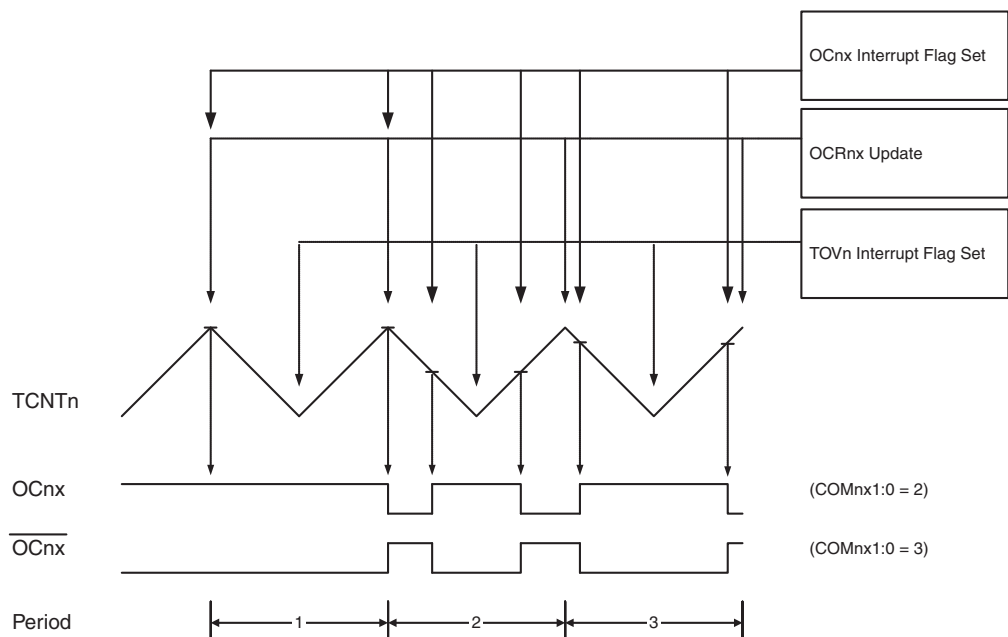 OCnx Interrupt Flag Set
OCRnx Update
TOVn Interrupt Flag Set
TCNTn
OCnx
(COMnx1:0 = 2)
OCnx
(COMnx1:0 = 3)
Period
1
2
3